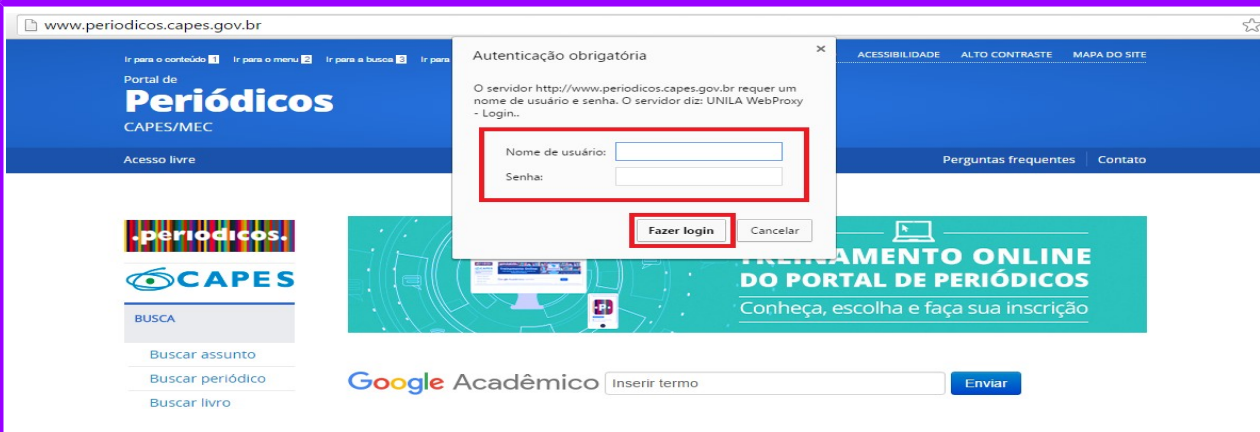 www.periodicos.capes.gov.br
Ir para o conteúdo 1 Ir para o menu 2 Ir para a busca 3 Ir para
ACESSIBILIDADE ALTO CONTRASTE MAPA DO SITE
Portal de
Periódicos
CAPES/MEC
Acesso livre
Perguntas frequentes Contato
Autenticação obrigatória
O servidor http://www.periodicos.capes.gov.br requer um
nome de usuário e senha. O servidor diz: UNILA WebProxy
- Login..
Nome de usuário:
Senha:
Fazer login Cancelar
.periodicos.
CAPES
TREINAMENTO ONLINE
DO PORTAL DE PERIÓDICOS
Conheça, escolha e faça sua inscrição
BUSCA
Buscar assunto
Buscar periódico
Buscar livro
Google Acadêmico Inserir termo Enviar